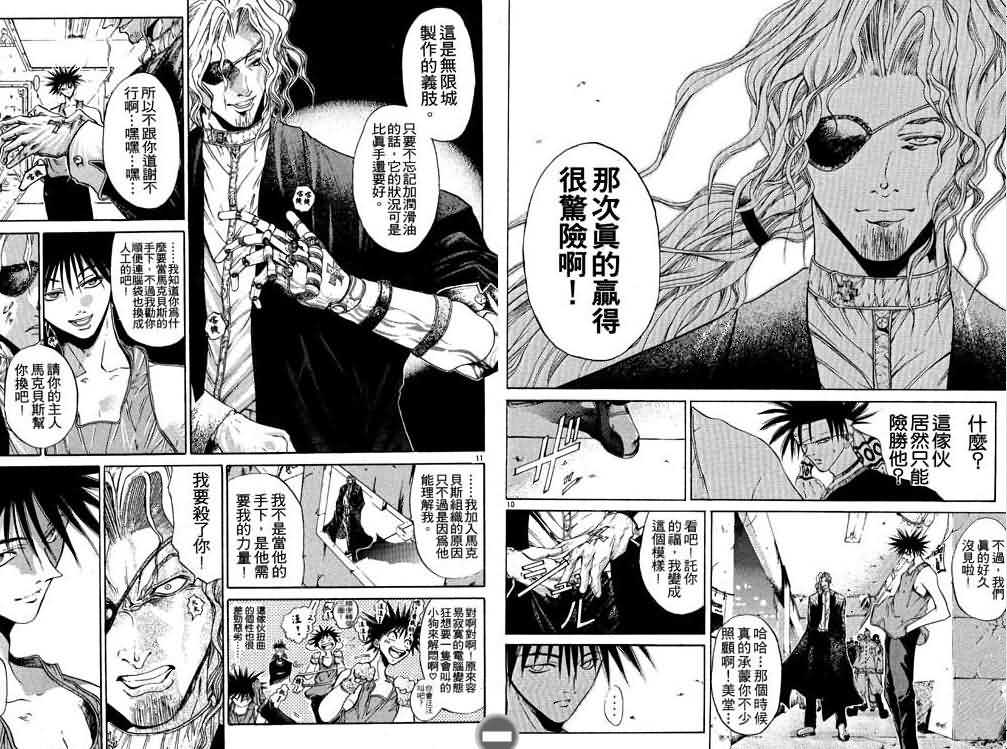 那次真的贏得
很驚險啊！
什麼？
這傢伙
居然只能
險勝他？
不過，我們
真的好久
沒見啦！
哈哈…那個時候
真的承蒙你不少
照顧啊！美堂…
看吧！託你
的福，我變成
這個模樣！
‥‥
10
這是無限城
製作的義肢。
只要不忘記加潤滑油
的話，它的狀況可是
比真手還要好。
所以不跟你道謝不
行啊…嘿嘿…嘿…
……我知道你為什
麼要當馬克貝斯的
手下，不過我勸你
順便連腦袋也換成
人工的吧！
請你的主人
馬克貝斯幫
你換吧！
11
……我加入馬克
貝斯組織的原因
只不過是因為他
能理解我。
我不是當他的
手下，是他需
要我的力量！
對啊對啊！原來容
易寂寞的電腦變態
狂想要一隻會叫的
小狗來解悶啊♡
你會汪汪
叫吧？
汪！
這傢伙扭曲
的個性也很
差勁惡劣。
我要殺了你